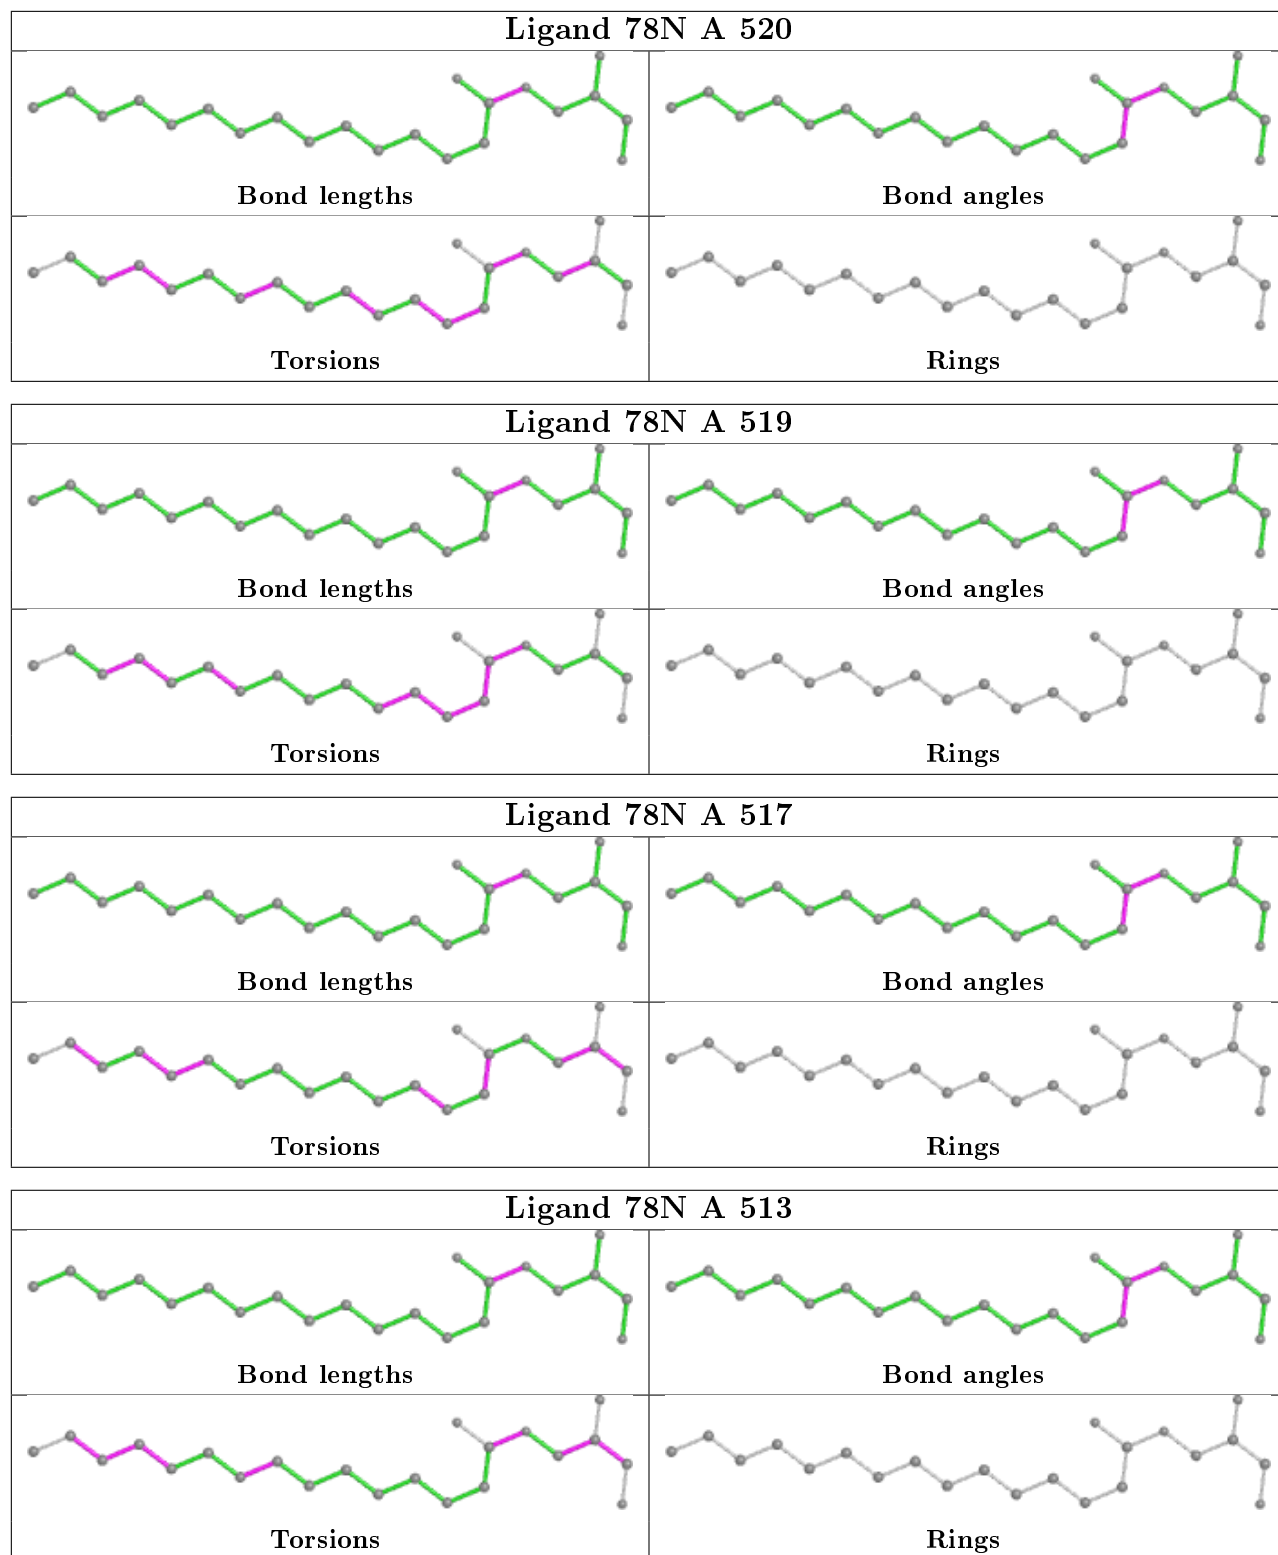 Ligand 78N A 520
Bond lengths
Bond angles
Torsions
Rings
Ligand 78N A 519
Bond lengths
Bond angles
Torsions
Rings
Ligand 78N A 517
Bond lengths
Bond angles
Torsions
Rings
Ligand 78N A 513
Bond lengths
Bond angles
Torsions
Rings